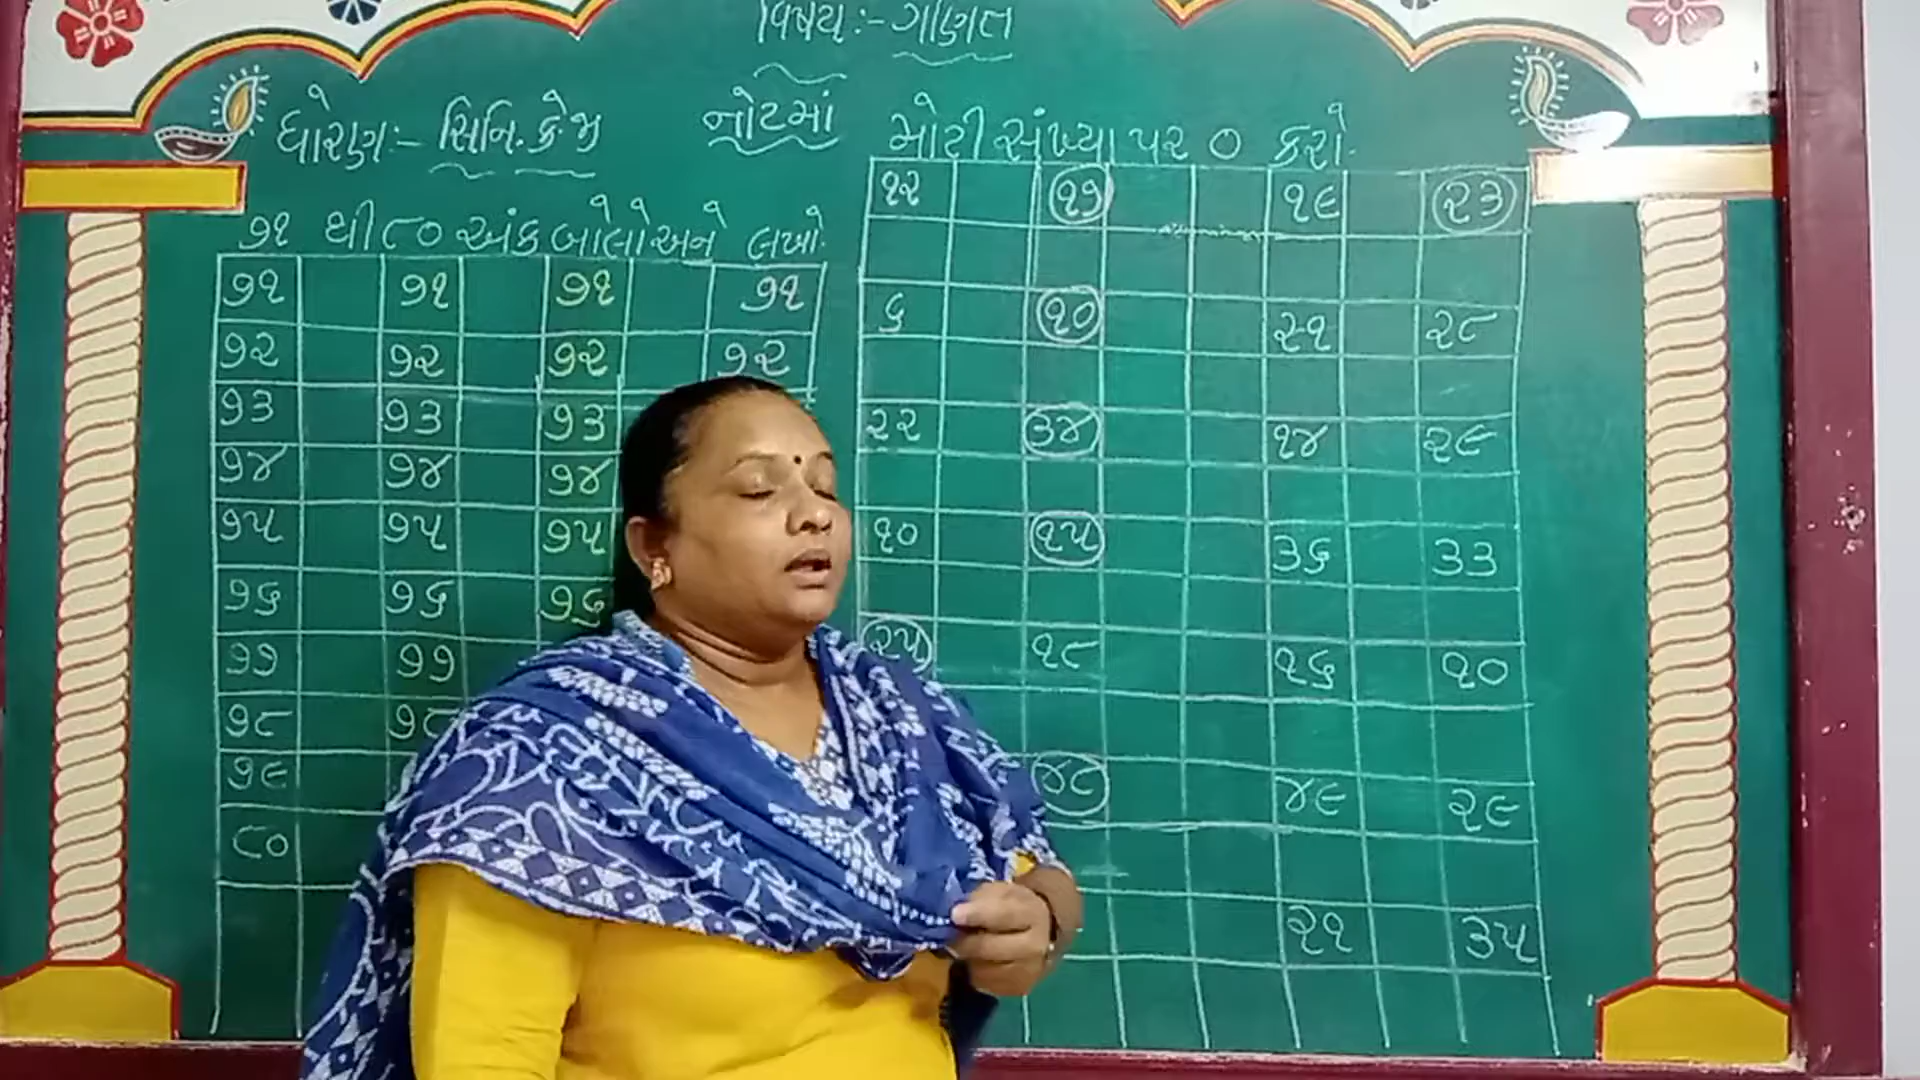 વિષય:- ગણિત
ધોરણ:- સિનિ.કે.જી
નોટમાં
૭૧ થી ૮૦ અંક બોલો અને લખો.
૭૧ ૭૧ ૭૧ ૭૧
૭૨ ૭૨ ૭૨ ૭૨
૭૩ ૭૩ ૭૩
૭૪ ૭૪ ૭૪
૭૫ ૭૫ ૭૫
૭૬ ૭૬ ૭૬
૭૭ ૭૭
૭૮ ૭૮
૭૯
૮૦
મોટી સંખ્યા પર ૦ કરો.
૧૨ ૧૭ ૧૯ ૨૩
૬ ૧૦ ૨૧ ૨૮
૨૨ ૩૪ ૧૪ ૨૯
૧૦ ૧૫ ૩૬ ૩૩
૨૫ ૧૮ ૧૬ ૧૦
૪૮ ૪૯ ૨૯
૨૧ ૩૫